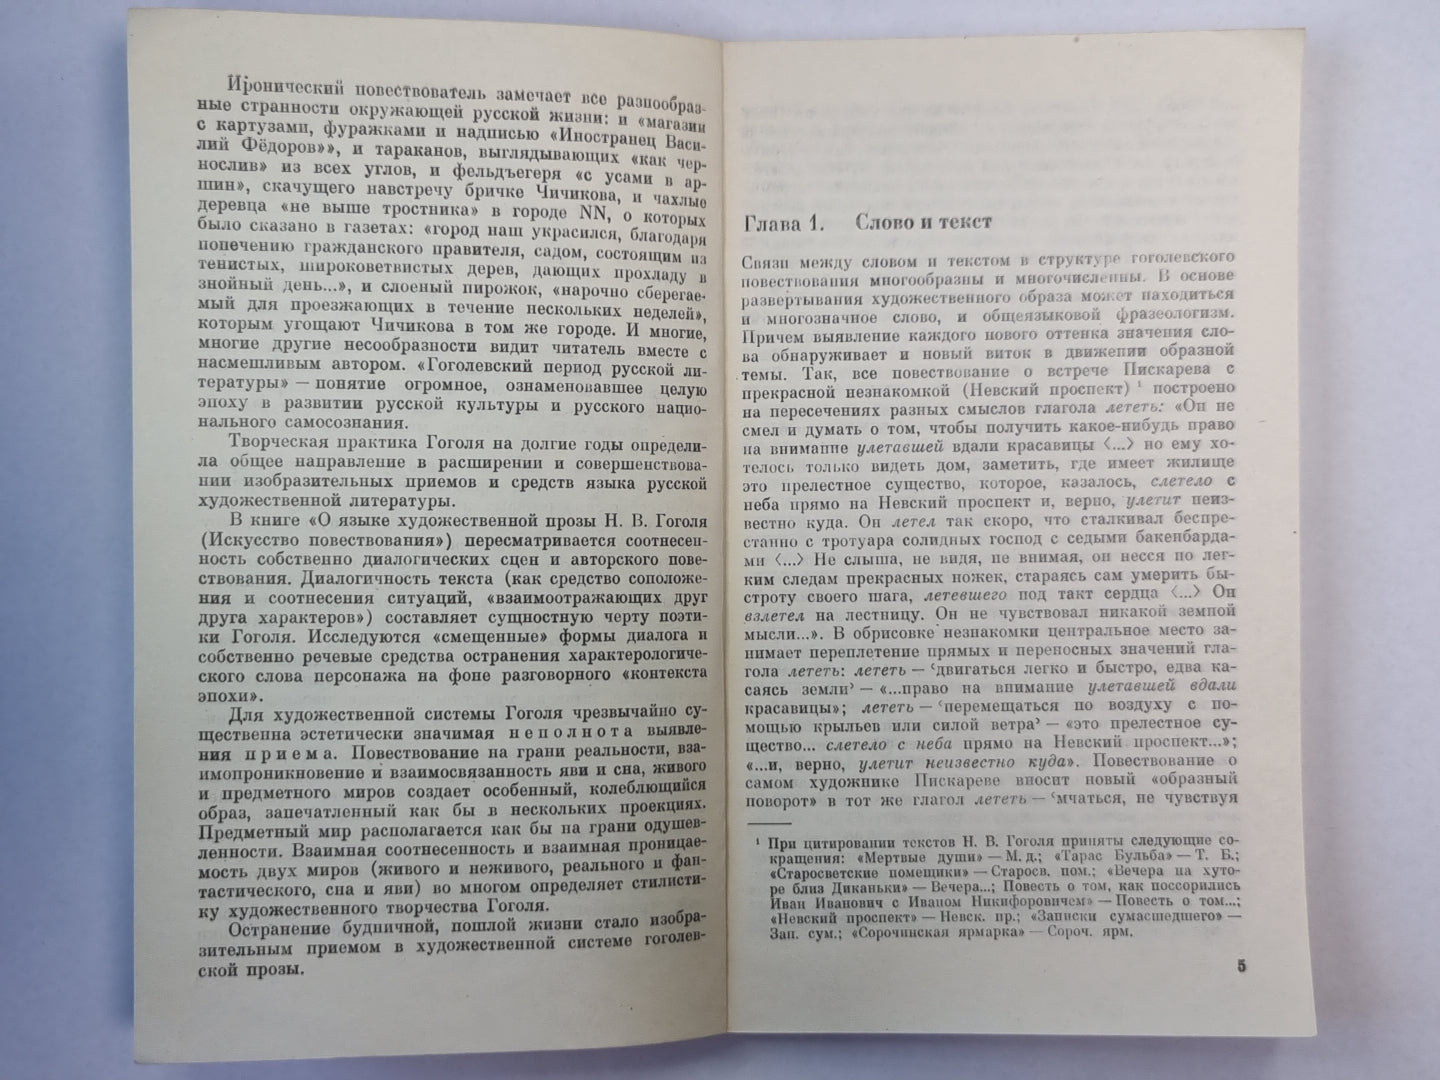 Иронический повествователь замечает все разнообраз-
ные странности окружающей русской жизни: и «магазин
с картузами, фуражками и надписью «Иностранец Васи-
лий Фёдоров»», и тараканов, выглядывающих «как чер-
нослив» из всех углов, и фельдъегеря «с усами в ар-
шин», скачущего навстречу бричке Чичикова, и чахлые
деревца «не выше тростника» в городе NN, о которых
было сказано в газетах: «город наш украсился, благодаря
попечению гражданского правителя, садом, состоящим из
тенистых, широковетвистых дерев, дающих прохладу в
знойный день...», и слоеный пирожок, «нарочно сберегае-
мый для проезжающих в течение нескольких неделей»,
которым угощают Чичикова в том же городе. И многие,
многие другие несообразности видит читатель вместе с
насмешливым автором. «Гоголевский период русской ли-
тературы» — понятие огромное, ознаменовавшее целую
эпоху в развитии русской культуры и русского нацио-
нального самосознания.
Творческая практика Гоголя на долгие годы определи-
ла общее направление в расширении и совершенствова-
нии изобразительных приемов и средств языка русской
художественной литературы.
В книге «О языке художественной прозы Н. В. Гоголя
(Искусство повествования») пересматривается соотнесен-
ность собственно диалогических сцен и авторского пове-
ствования. Диалогичность текста (как средство соположе-
ния и соотнесения ситуаций, «взаимоотражающих друг
друга характеров») составляет сущностную черту поэти-
ки Гоголя. Исследуются «смещенные» формы диалога и
собственно речевые средства остранения характерологиче-
ского слова персонажа на фоне разговорного «контекста
эпохи».
Для художественной системы Гоголя чрезвычайно су-
щественна эстетически значимая неполнота выявле-
ния приема. Повествование на грани реальности, вза-
имопроникновение и взаимосвязанность яви и сна, живого
и предметного миров создает особенный, колеблющийся
образ, запечатленный как бы в нескольких проекциях.
Предметный мир располагается как бы на грани одушев-
ленности. Взаимная соотнесенность и взаимная проницае-
мость двух миров (живого и неживого, реального и фан-
тастического, сна и яви) во многом определяет стилисти-
ку художественного творчества Гоголя.
Остранение будничной, пошлой жизни стало изобра-
зительным приемом в художественной системе гоголев-
ской прозы.
Глава 1. Слово и текст
Связи между словом и текстом в структуре гоголевского
повествования многообразны и многочисленны. В основе
развертывания художественного образа может находиться
и многозначное слово, и общеязыковой фразеологизм.
Причем выявление каждого нового оттенка значения сло-
ва обнаруживает и новый виток в движении образной
темы. Так, все повествование о встрече Пискарева с
прекрасной незнакомкой (Невский проспект) ¹ построено
на пересечениях разных смыслов глагола лететь: «Он не
смел и думать о том, чтобы получить какое-нибудь право
на внимание улетавшей вдали красавицы <...> но ему хо-
телось только видеть дом, заметить, где имеет жилище
это прелестное существо, которое, казалось, слетело с
неба прямо на Невский проспект и, верно, улетит неиз-
вестно куда. Он летел так скоро, что сталкивал беспре-
станно с тротуара солидных господ с седыми бакенбарда-
ми <...> Не слыша, не видя, не внимая, он несся по лег-
ким следам прекрасных ножек, стараясь сам умерить бы-
строту своего шага, летевшего под такт сердца <...> Он
взлетел на лестницу. Он не чувствовал никакой земной
мысли...». В обрисовке незнакомки центральное место за-
нимает переплетение прямых и переносных значений гла-
гола лететь: лететь — ‘двигаться легко и быстро, едва ка-
саясь земли’ — «...право на внимание улетавшей вдали
красавицы»; лететь — ‘перемещаться по воздуху с по-
мощью крыльев или силой ветра’ — «это прелестное су-
щество... слетело с неба прямо на Невский проспект...»;
«...и, верно, улетит неизвестно куда». Повествование о
самом художнике Пискареве вносит новый «образный
поворот» в тот же глагол лететь — ‘мчаться, не чувствуя
¹ При цитировании текстов Н. В. Гоголя приняты следующие со-
кращения: «Мертвые души» — М. д.; «Тарас Бульба» — Т. Б.;
«Старосветские помещики» — Старосв. пом.; «Вечера на хуто-
ре близ Диканьки» — Вечера...; Повесть о том, как поссорились
Иван Иванович с Иваном Никифоровичем» — Повесть о том...;
«Невский проспект» — Невск. пр.; «Записки сумасшедшего» —
Зап. сум.; «Сорочинская ярмарка» — Сороч. ярм.
5